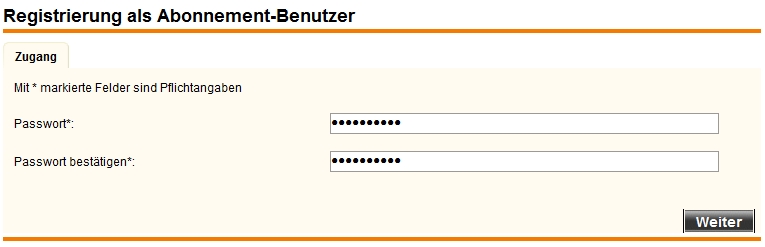 Registrierung als Abonnement-Benutzer
Zugang
Mit * markierte Felder sind Pflichtangaben
Passwort*: ••••••••••
Passwort bestätigen*: ••••••••••
Weiter